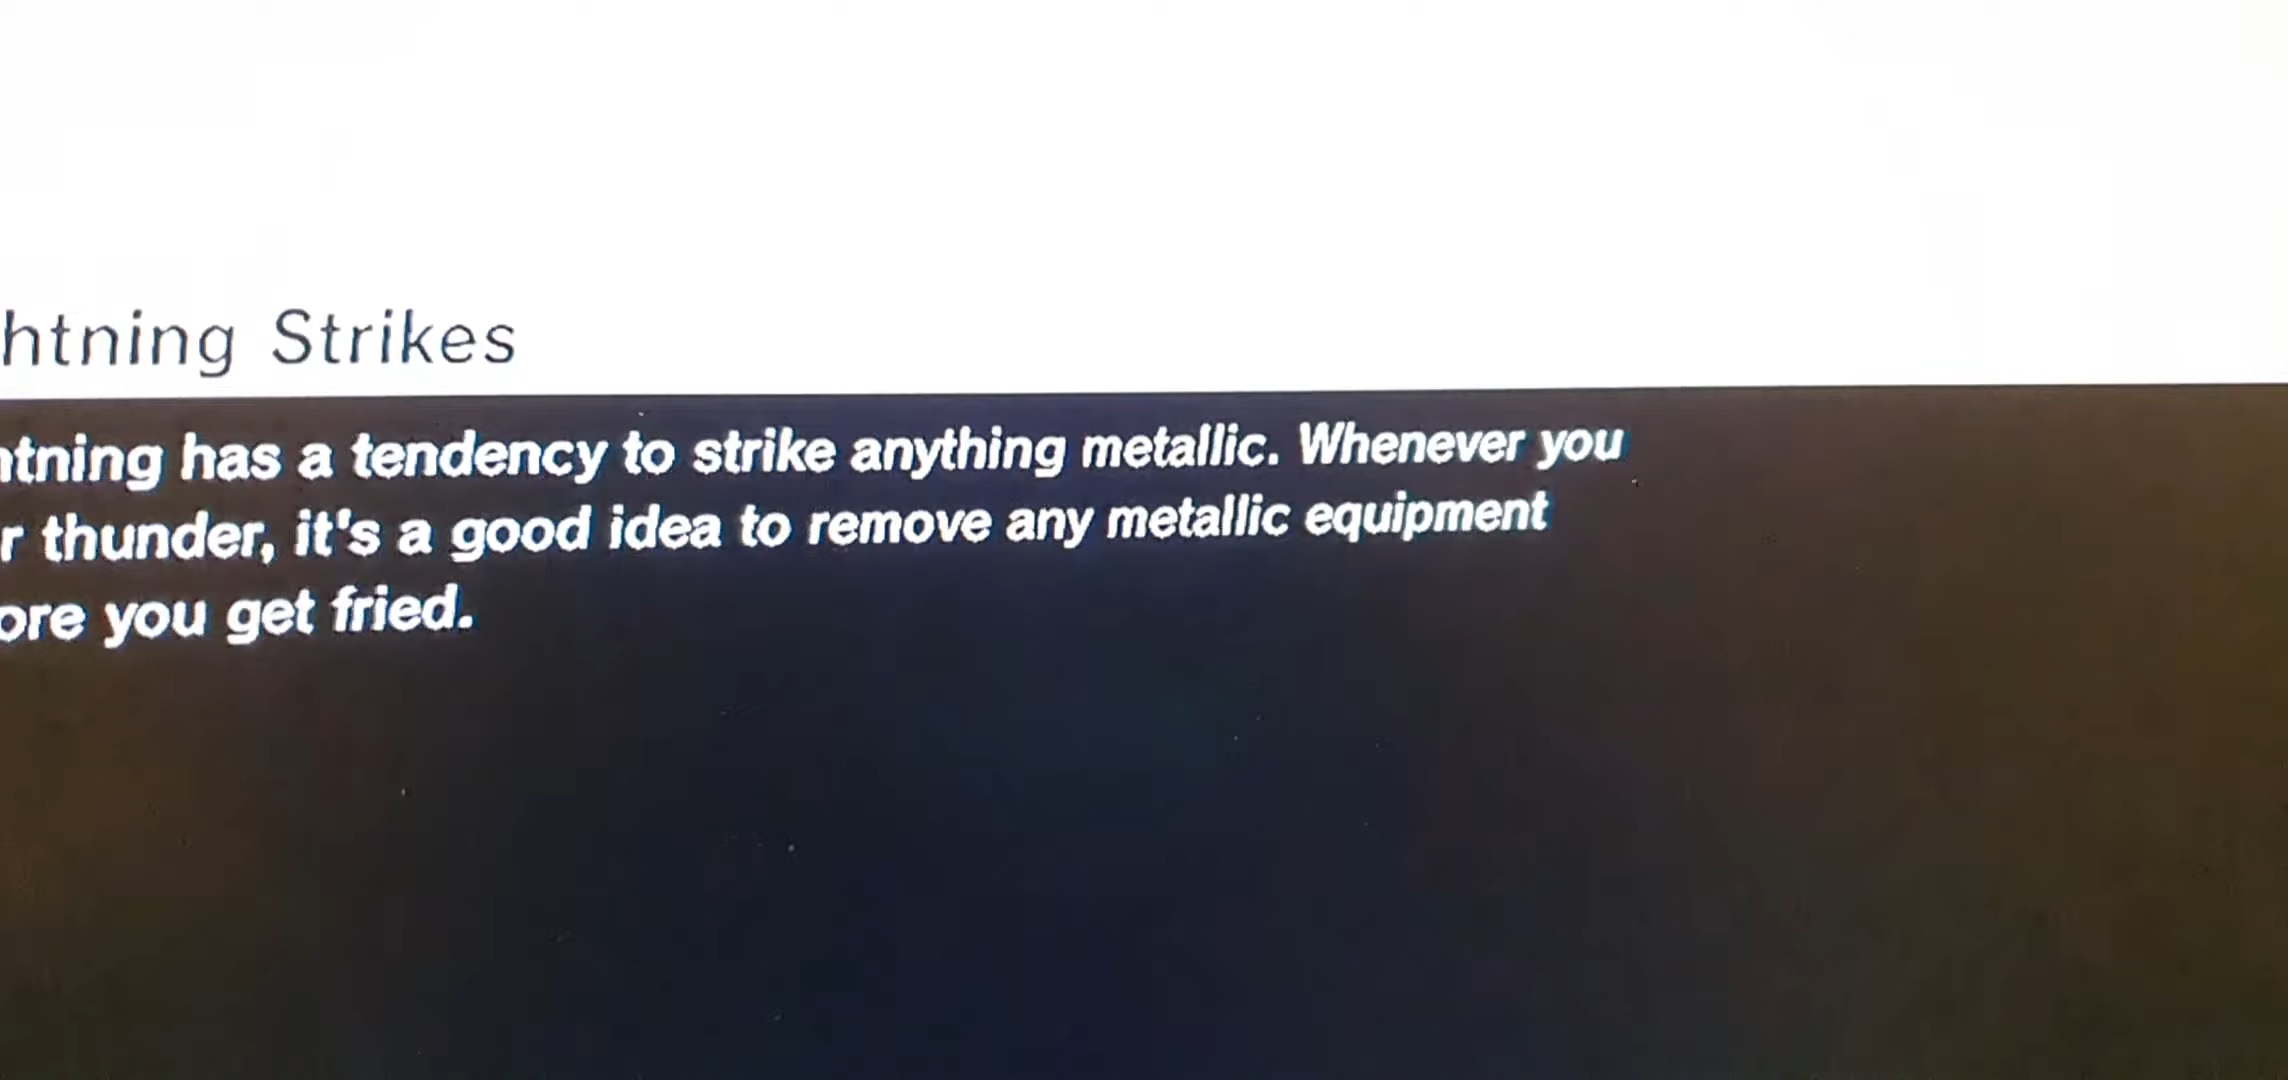 htning Strikes
htning has a tendency to strike anything metallic. Whenever you
r thunder, it's a good idea to remove any metallic equipment
ore you get fried.